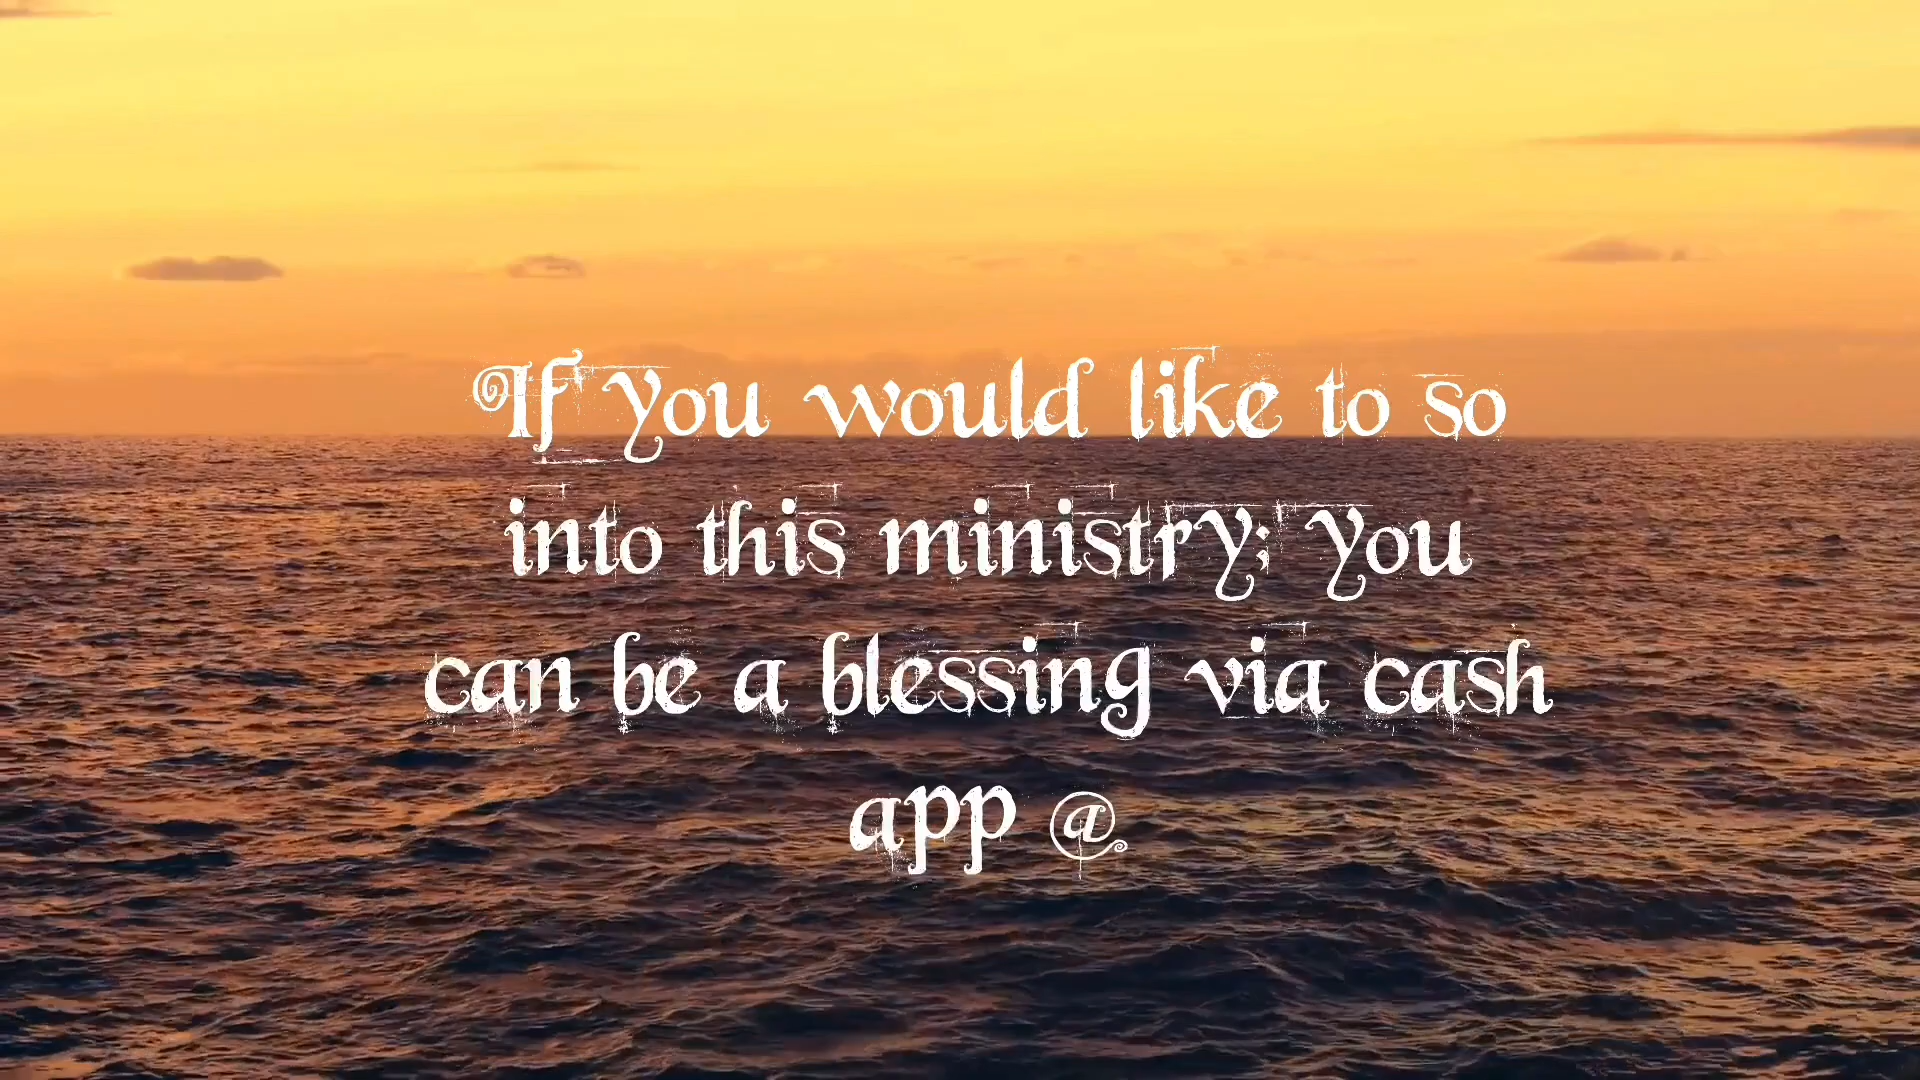 If you would like to so
into this ministry; you
can be a blessing via cash
app @